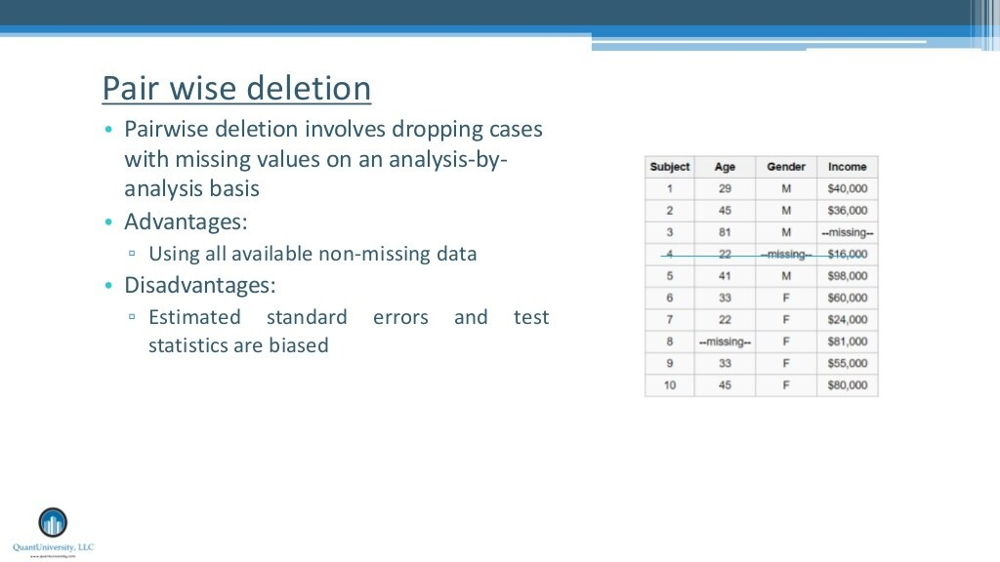 Pair wise deletion
• Pairwise deletion involves dropping cases
with missing values on an analysis-by-
analysis basis
• Advantages:
▫ Using all available non-missing data
• Disadvantages:
▫ Estimated standard errors and test
statistics are biased
Subject Age Gender Income
1 29 M $40,000
2 45 M $36,000
3 81 M --missing--
4 22 --missing-- $16,000
5 41 M $98,000
6 33 F $60,000
7 22 F $24,000
8 --missing-- F $81,000
9 33 F $55,000
10 45 F $80,000
QuantUniversity, LLC
www.quantuniversity.com